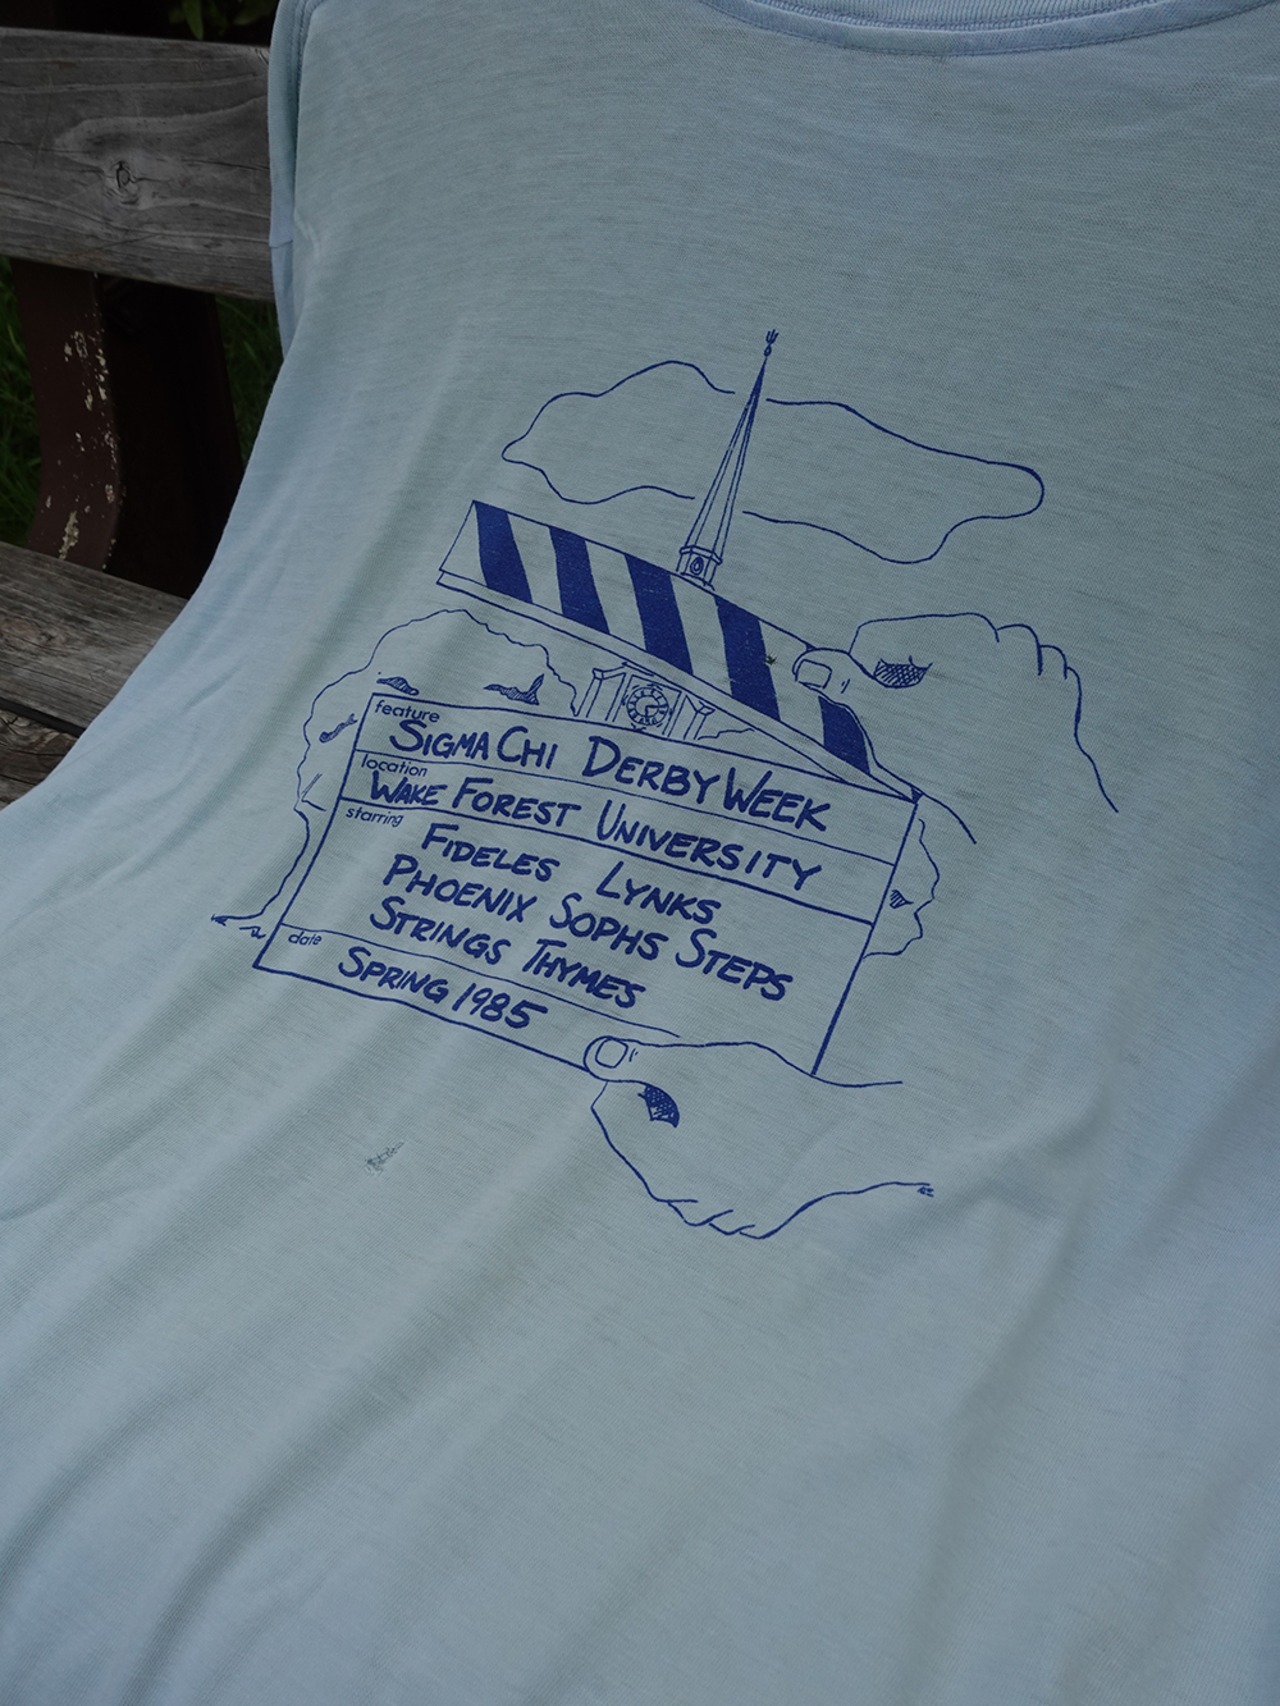 feature
SIGMA CHI DERBY WEEK
location
WAKE FOREST UNIVERSITY
starring
FIDELES LYNKS
PHOENIX SOPHS STEPS
STRINGS THYMES
date
SPRING 1985